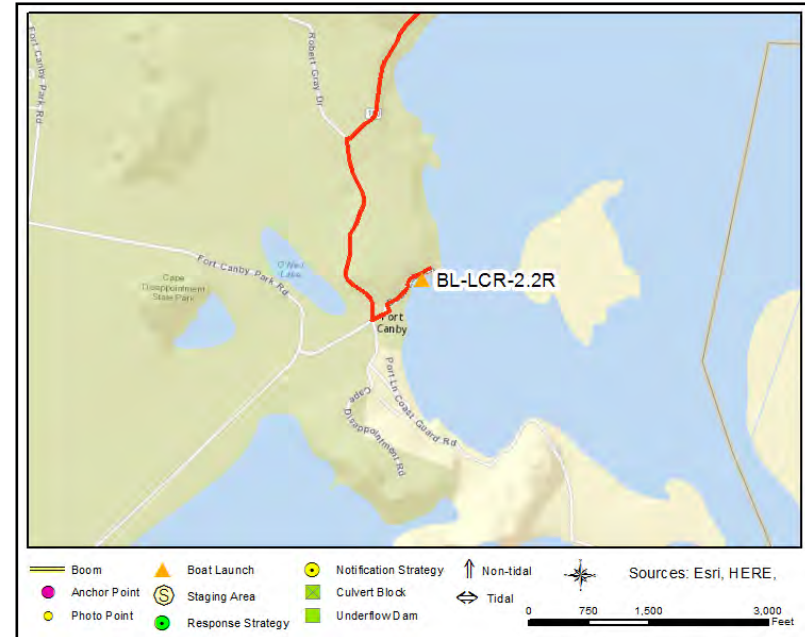 Fort Canby Park Rd
Robert Gray Dr
Fort Canby Park Rd
O'Neil
Lake
Cape
Disappointment
State Park
BL-LCR-2.2R
Fort
Canby
Port Ln Coast Guard Rd
Cape Disappointment Rd
Boom
Boat Launch
Notification Strategy
Non-tidal
Sources: Esri, HERE,
Anchor Point
S
Staging Area
Culvert Block
Tidal
Photo Point
Response Strategy
Underflow Dam
0 750 1,500 3,000
Feet